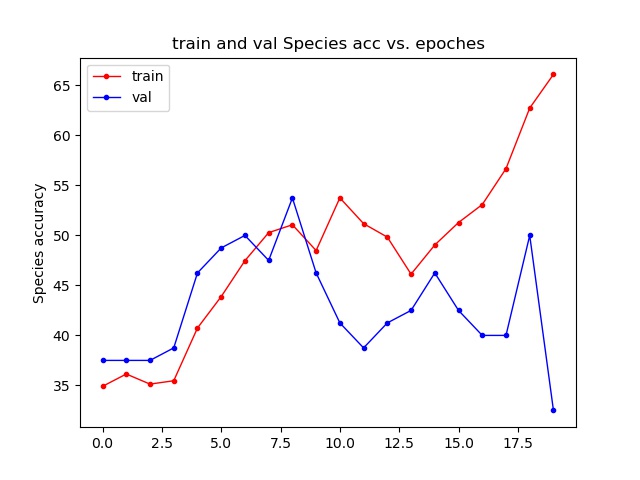 train and val Species acc vs. epoches
train
val
Species accuracy
65
60
55
50
45
40
35
0.0 2.5 5.0 7.5 10.0 12.5 15.0 17.5